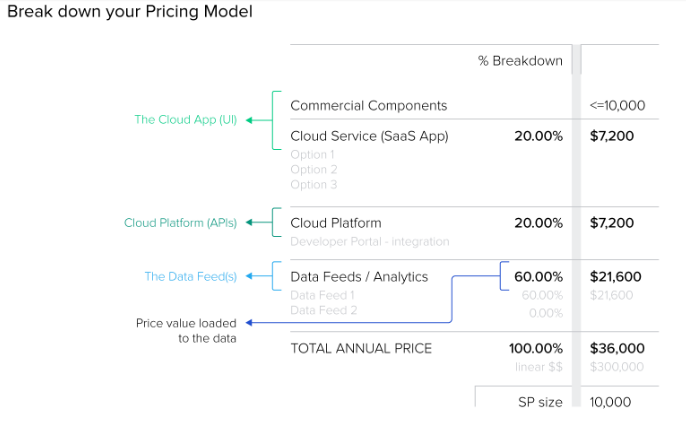 Break down your Pricing Model
% Breakdown
Commercial Components <=10,000
The Cloud App (UI)
Cloud Service (SaaS App) 20.00% $7,200
Option 1
Option 2
Option 3
Cloud Platform (APIs) Cloud Platform 20.00% $7,200
Developer Portal - integration
The Data Feed(s) Data Feeds / Analytics 60.00% $21,600
Data Feed 1 60.00% $21,600
Data Feed 2 0.00%
Price value loaded
to the data
TOTAL ANNUAL PRICE 100.00% $36,000
linear $$ $300,000
SP size 10,000